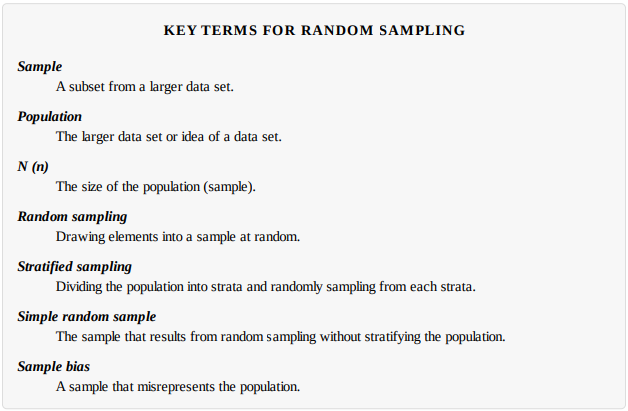 KEY TERMS FOR RANDOM SAMPLING
Sample
A subset from a larger data set.
Population
The larger data set or idea of a data set.
N (n)
The size of the population (sample).
Random sampling
Drawing elements into a sample at random.
Stratified sampling
Dividing the population into strata and randomly sampling from each strata.
Simple random sample
The sample that results from random sampling without stratifying the population.
Sample bias
A sample that misrepresents the population.